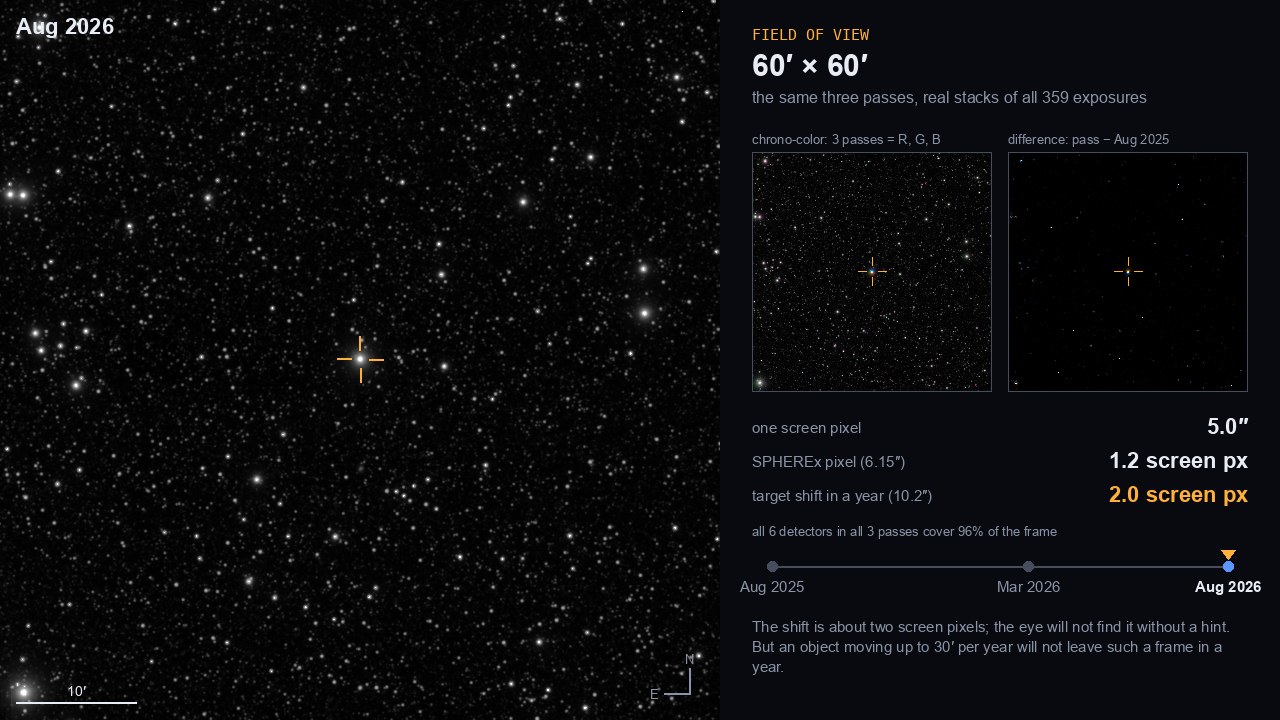 Aug 2026
10′
N
E
FIELD OF VIEW
60′ × 60′
the same three passes, real stacks of all 359 exposures
chrono-color: 3 passes = R, G, B
difference: pass − Aug 2025
one screen pixel 5.0″
SPHEREx pixel (6.15″) 1.2 screen px
target shift in a year (10.2″) 2.0 screen px
all 6 detectors in all 3 passes cover 96% of the frame
Aug 2025 Mar 2026 Aug 2026
The shift is about two screen pixels; the eye will not find it without a hint.
But an object moving up to 30′ per year will not leave such a frame in a
year.